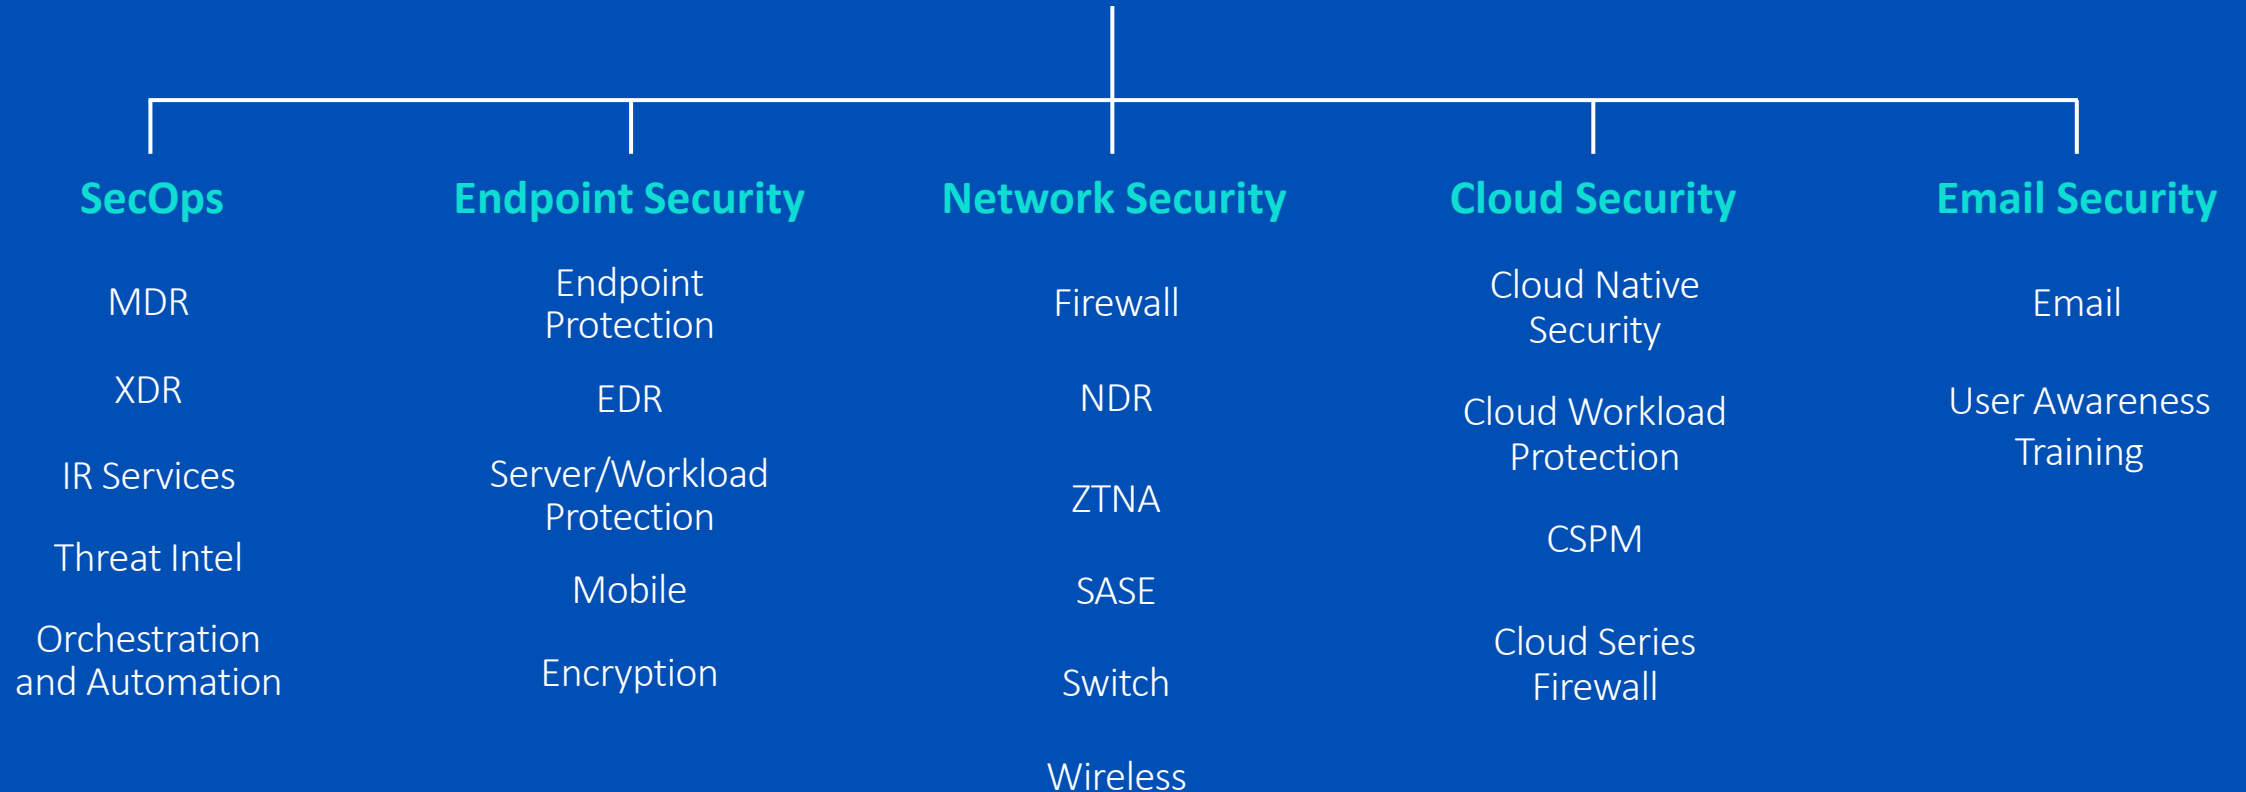 SecOps
MDR
XDR
IR Services
Threat Intel
Orchestration
and Automation
Endpoint Security
Endpoint
Protection
EDR
Server/Workload
Protection
Mobile
Encryption
Network Security
Firewall
NDR
ZTNA
SASE
Switch
Wireless
Cloud Security
Cloud Native
Security
Cloud Workload
Protection
CSPM
Cloud Series
Firewall
Email Security
Email
User Awareness
Training